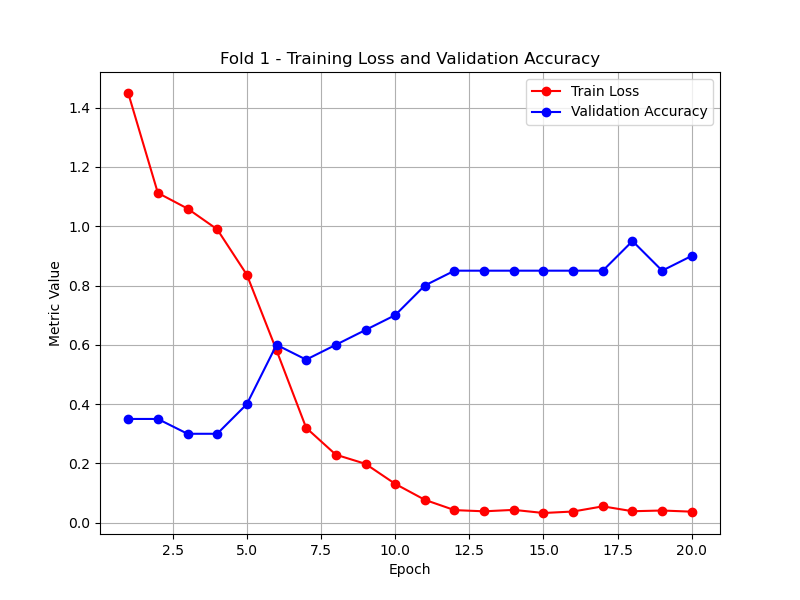 Fold 1 - Training Loss and Validation Accuracy
Train Loss
Validation Accuracy
1.4
1.2
1.0
0.8
0.6
0.4
0.2
0.0
Metric Value
2.5 5.0 7.5 10.0 12.5 15.0 17.5 20.0
Epoch